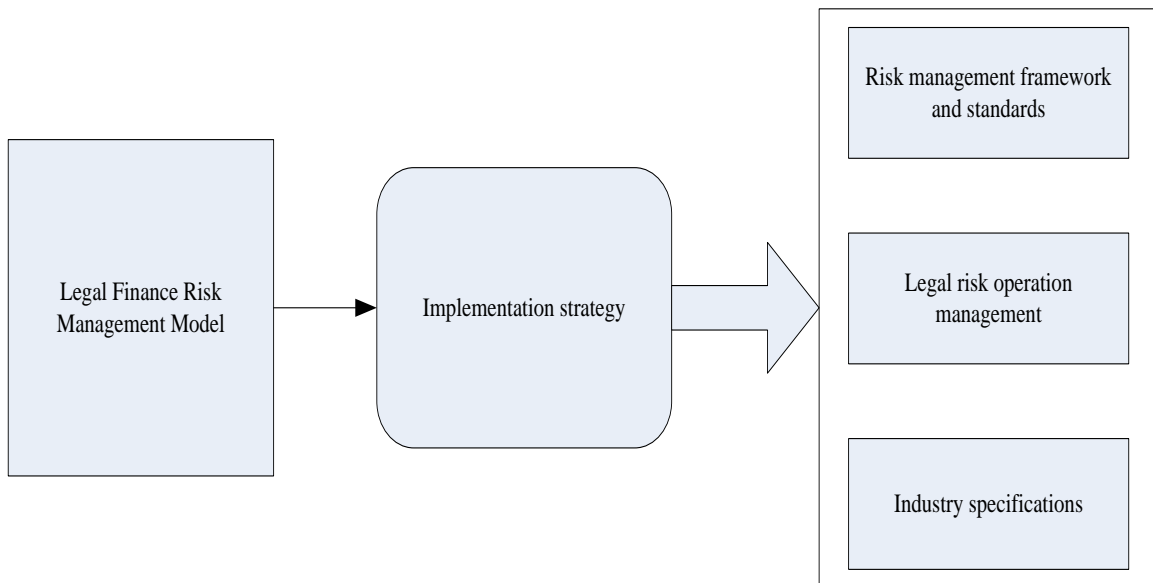 Legal Finance Risk
Management Model
Implementation strategy
Risk management framework
and standards
Legal risk operation
management
Industry specifications